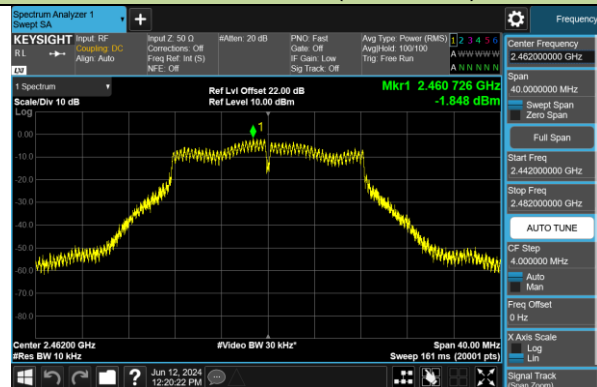 Spectrum Analyzer 1
Swept SA
+
Frequency
KEYSIGHT
RL
LXI
Input: RF
Coupling: DC
Align: Auto
Input Z: 50 Ω
Corrections: Off
Freq Ref: Int (S)
NFE: Off
#Atten: 20 dB
PNO: Fast
Gate: Off
IF Gain: Low
Sig Track: Off
Avg Type: Power (RMS)
Avg|Hold: 100/100
Trig: Free Run
1 2 3 4 5 6
A W W W W W
A N N N N N
1 Spectrum
Scale/Div 10 dB
Log
Ref Lvl Offset 22.00 dB
Ref Level 10.00 dBm
Mkr1 2.460 726 GHz
-1.848 dBm
1
0.00
-10.0
-20.0
-30.0
-40.0
-50.0
-60.0
-70.0
-80.0
Center 2.46200 GHz
#Res BW 10 kHz
#Video BW 30 kHz*
Span 40.00 MHz
Sweep 161 ms (20001 pts)
Center Frequency
2.462000000 GHz
Span
40.0000000 MHz
Swept Span
Zero Span
Full Span
Start Freq
2.442000000 GHz
Stop Freq
2.482000000 GHz
AUTO TUNE
CF Step
4.000000 MHz
Auto
Man
Freq Offset
0 Hz
X Axis Scale
Log
Lin
Signal Track
(Span Zoom)
?
Jun 12, 2024
12:20:22 PM